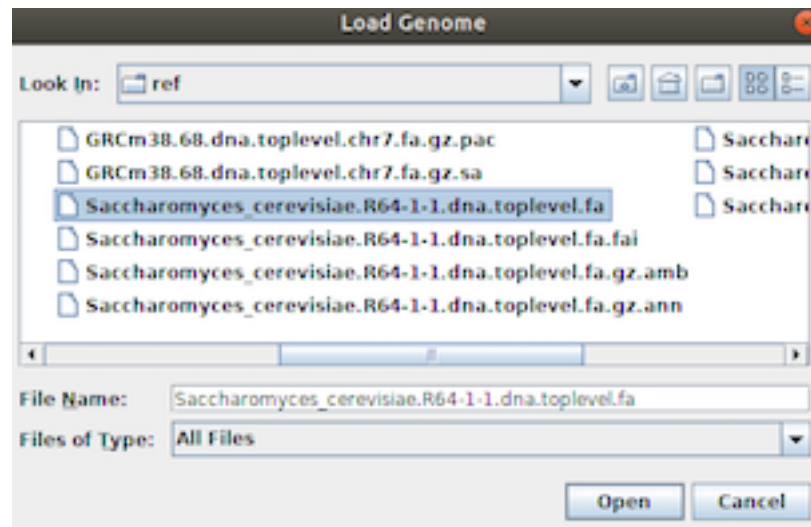 Load Genome
Look In: ref
GRCm38.68.dna.toplevel.chr7.fa.gz.pac Sacchar
GRCm38.68.dna.toplevel.chr7.fa.gz.sa Sacchar
Saccharomyces_cerevisiae.R64-1-1.dna.toplevel.fa Sacchar
Saccharomyces_cerevisiae.R64-1-1.dna.toplevel.fa.fai
Saccharomyces_cerevisiae.R64-1-1.dna.toplevel.fa.gz.amb
Saccharomyces_cerevisiae.R64-1-1.dna.toplevel.fa.gz.ann
File Name: Saccharomyces_cerevisiae.R64-1-1.dna.toplevel.fa
Files of Type: All Files
Open Cancel